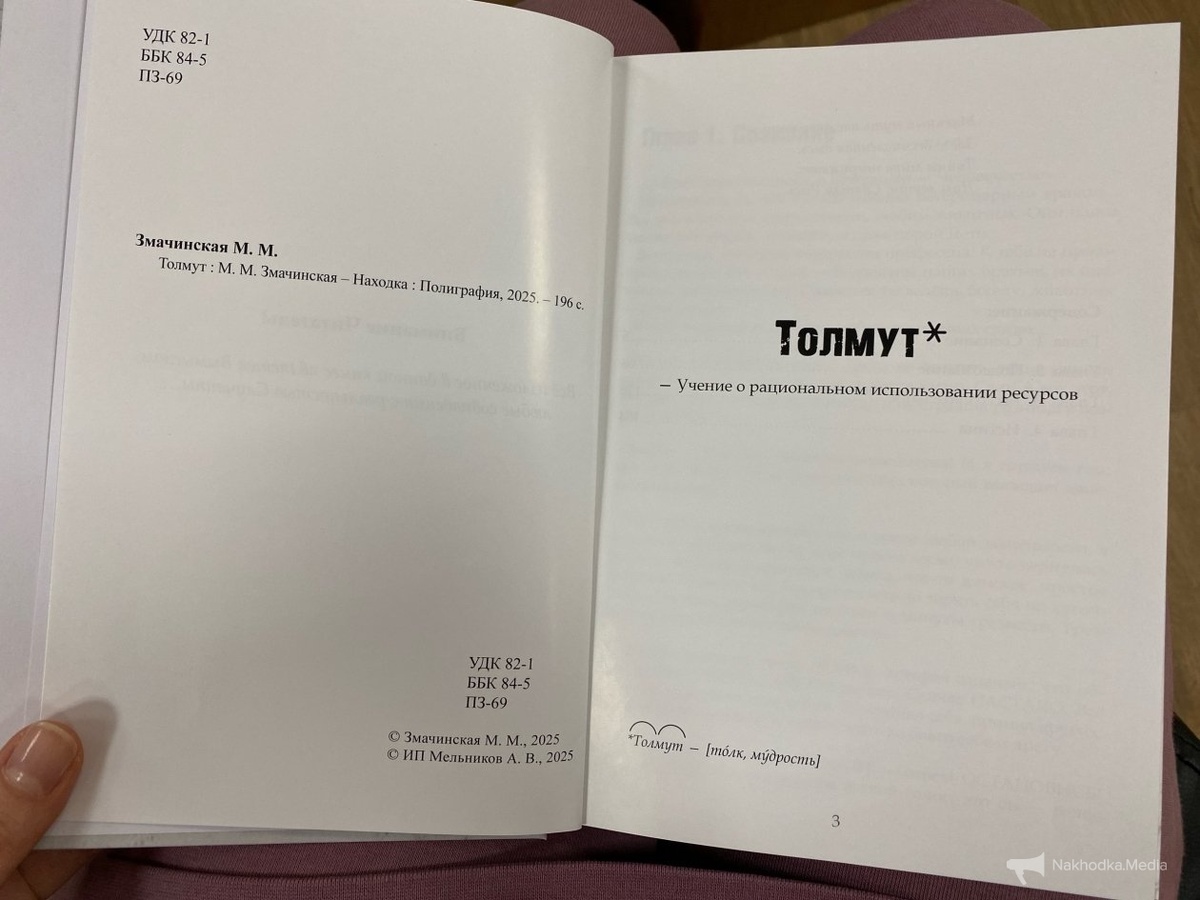 УДК 82-1
ББК 84-5
ПЗ-69
Змачинская М. М.
Толмут : М. М. Змачинская – Находка : Полиграфия, 2025. – 196 с.
УДК 82-1
ББК 84-5
ПЗ-69
© Змачинская М. М., 2025
© ИП Мельников А. В., 2025
Толмут*
– Учение о рациональном использовании ресурсов
*Толмут – [то́лк, му́дрость]
3
Nakhodka.Media